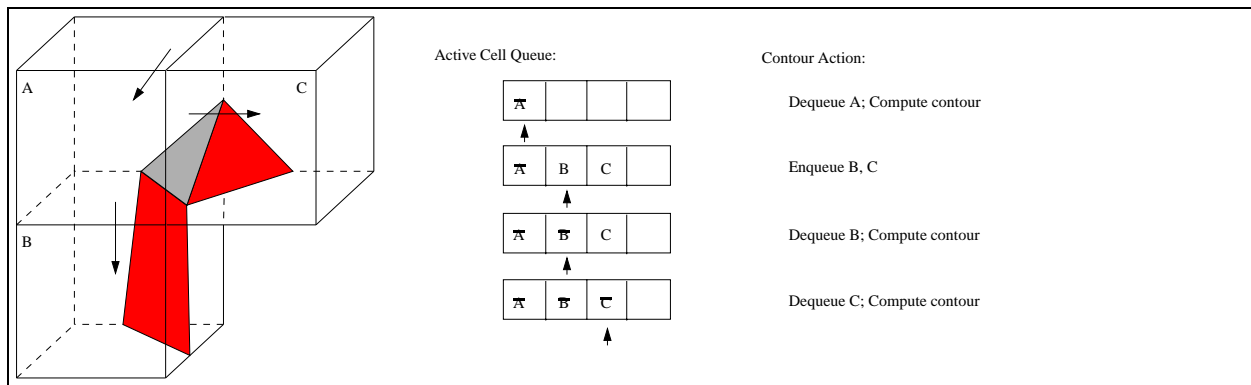 Active Cell Queue:
Contour Action:
A
C
B
A
Dequeue A; Compute contour
A B C
Enqueue B, C
A B C
Dequeue B; Compute contour
A B C
Dequeue C; Compute contour